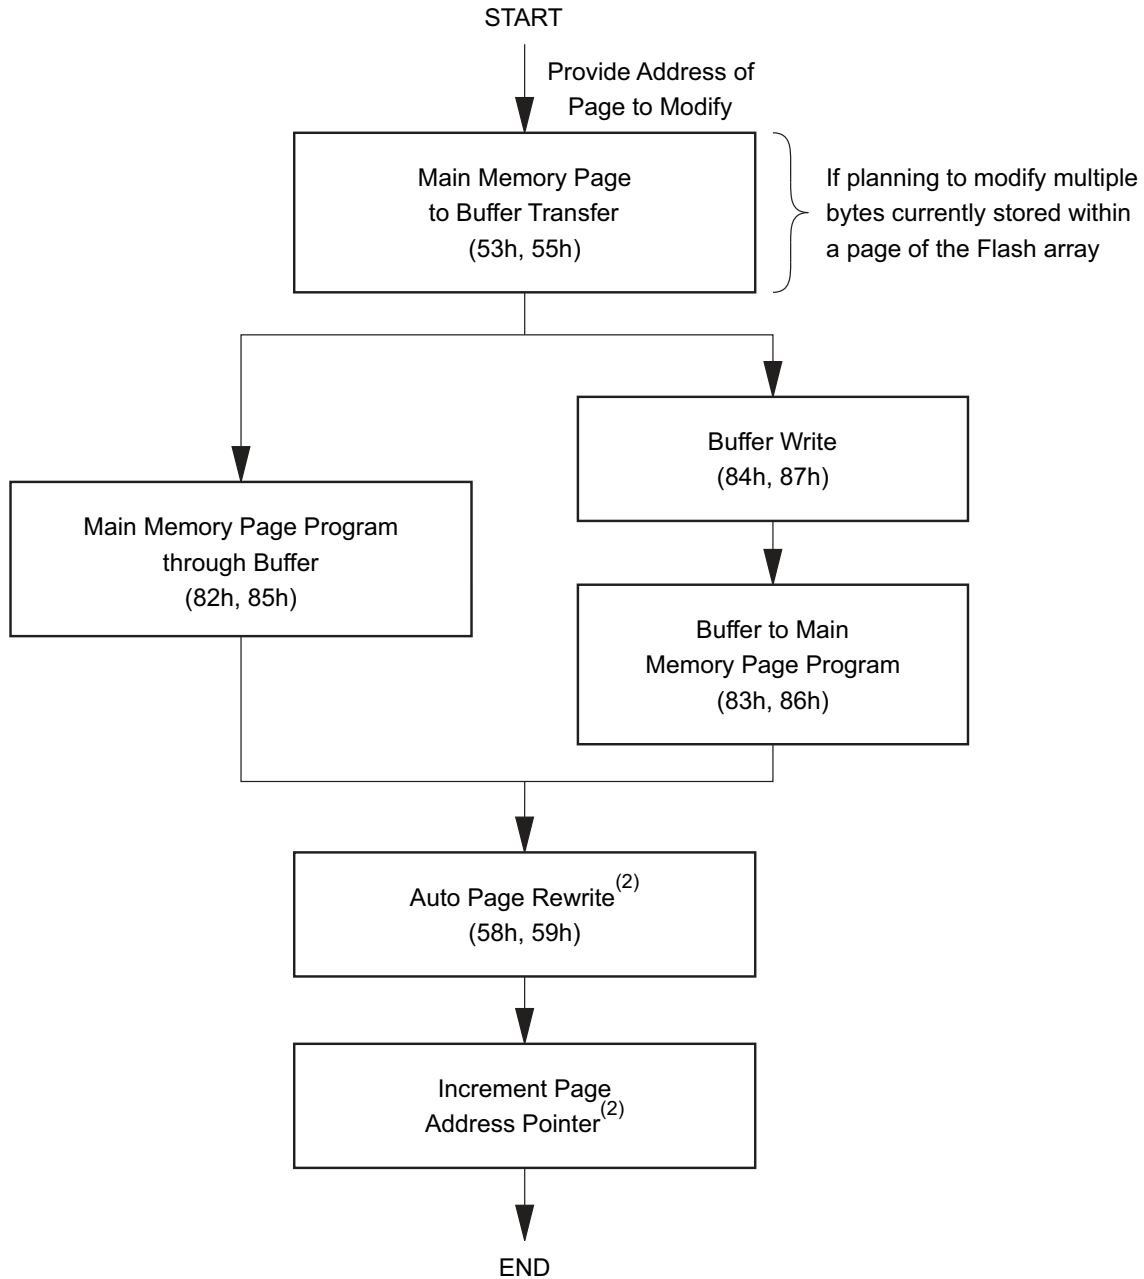 START
Provide Address of
Page to Modify
Main Memory Page
to Buffer Transfer
(53h, 55h)
If planning to modify multiple
bytes currently stored within
a page of the Flash array
Buffer Write
(84h, 87h)
Main Memory Page Program
through Buffer
(82h, 85h)
Buffer to Main
Memory Page Program
(83h, 86h)
Auto Page Rewrite(2)
(58h, 59h)
Increment Page
Address Pointer(2)
END